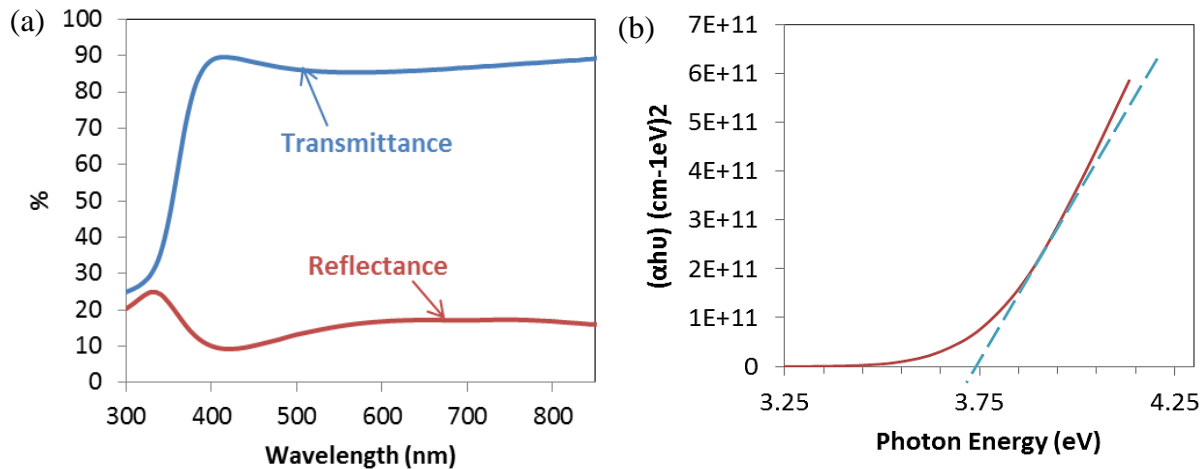 (a)
100
90
80
70
60
50
40
30
20
10
0
%
Transmittance
Reflectance
300 400 500 600 700 800
Wavelength (nm)
(b)
7E+11
6E+11
5E+11
4E+11
3E+11
2E+11
1E+11
0
(αhυ) (cm-1eV)2
3.25 3.75 4.25
Photon Energy (eV)